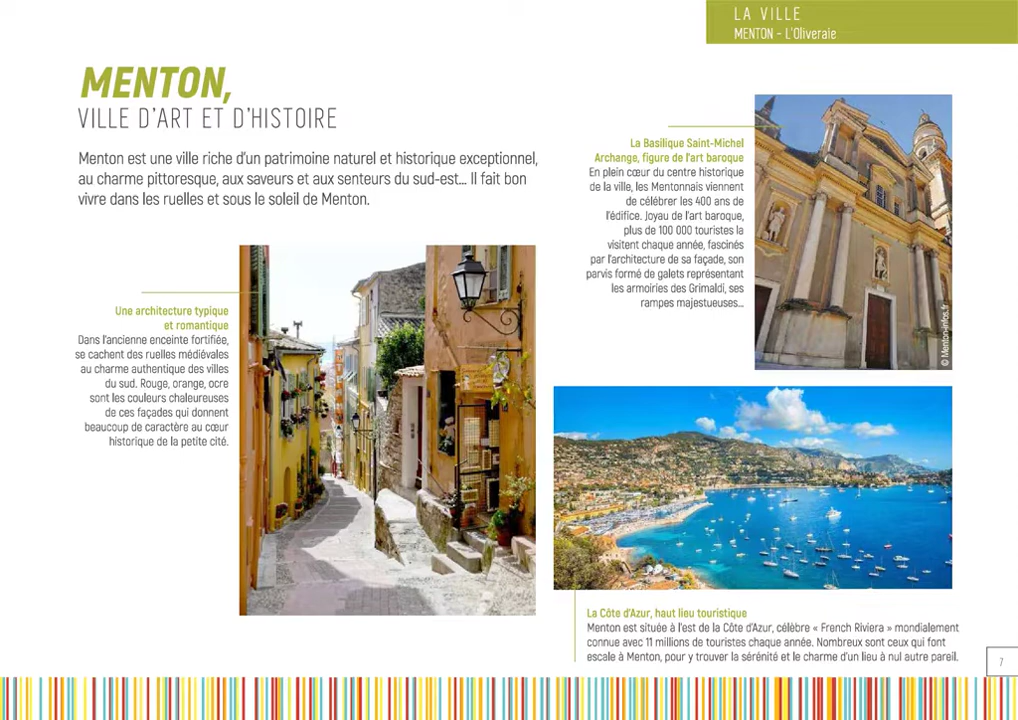 LA VILLE
MENTON - L'Oliveraie
MENTON,
VILLE D'ART ET D'HISTOIRE
Menton est une ville riche d'un patrimoine naturel et historique exceptionnel,
au charme pittoresque, aux saveurs et aux senteurs du sud-est... Il fait bon
vivre dans les ruelles et sous le soleil de Menton.
Une architecture typique
et romantique
Dans l'ancienne enceinte fortifiée,
se cachent des ruelles médiévales
au charme authentique des villes
du sud. Rouge, orange, ocre
sont les couleurs chaleureuses
de ces façades qui donnent
beaucoup de caractère au cœur
historique de la petite cité.
La Basilique Saint-Michel
Archange, figure de l'art baroque
En plein cœur du centre historique
de la ville, les Mentonnais viennent
de célébrer les 400 ans de
l'édifice. Joyau de l'art baroque,
plus de 100 000 touristes la
visitent chaque année, fascinés
par l'architecture de sa façade, son
parvis formé de galets représentant
les armoiries des Grimaldi, ses
rampes majestueuses...
© Menton-infos.fr
La Côte d'Azur, haut lieu touristique
Menton est située à l'est de la Côte d'Azur, célèbre « French Riviera » mondialement
connue avec 11 millions de touristes chaque année. Nombreux sont ceux qui font
escale à Menton, pour y trouver la sérénité et le charme d'un lieu à nul autre pareil.
7